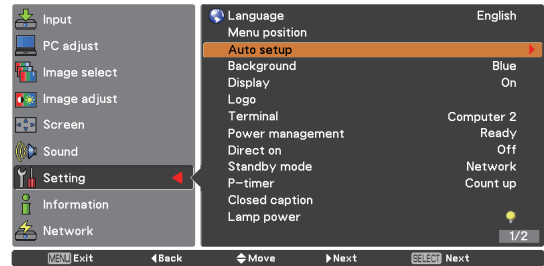 Input
PC adjust
Image select
Image adjust
Screen
Sound
Setting
Information
Network
Language English
Menu position
Auto setup
Background Blue
Display On
Logo
Terminal Computer 2
Power management Ready
Direct on Off
Standby mode Network
P-timer Count up
Closed caption
Lamp power
1/2
MENU Exit Back Move Next SELECT Next